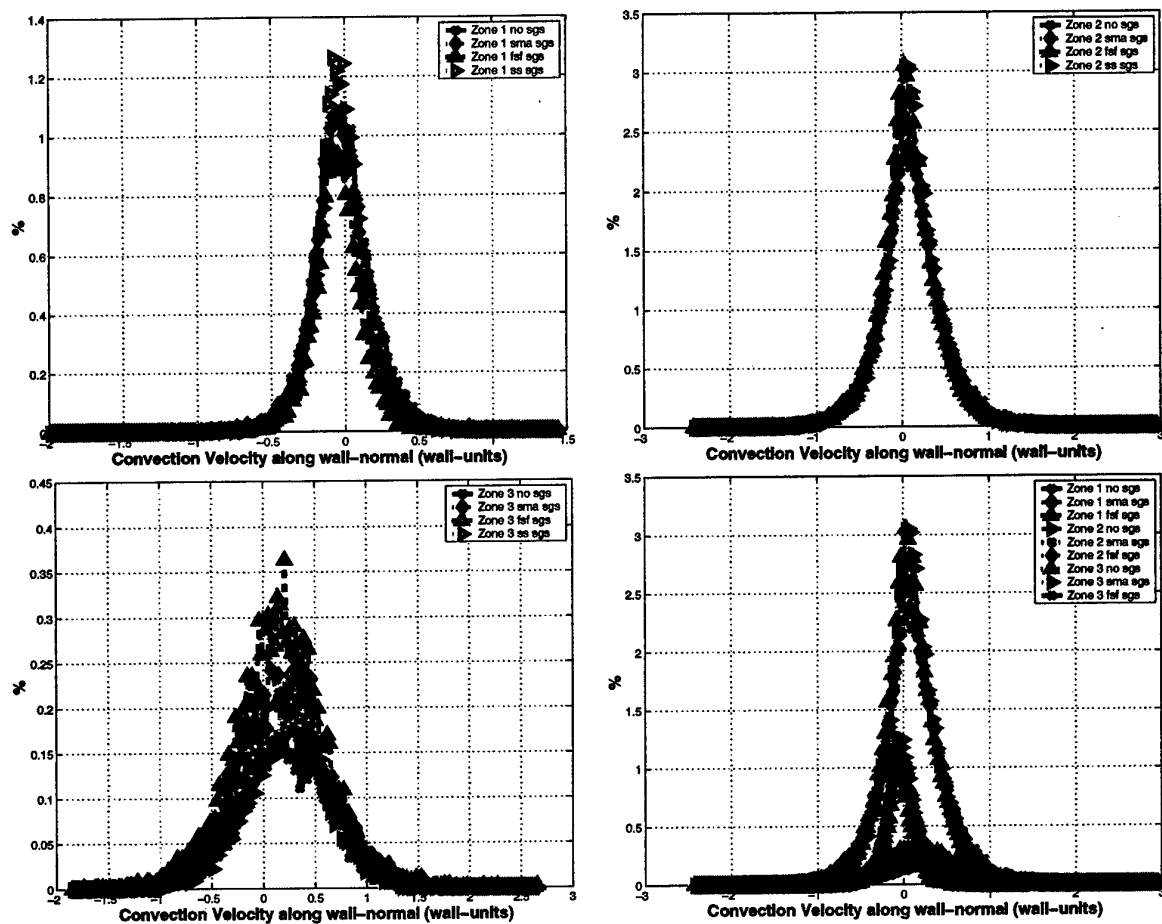 1.4
1.2
1
0.8
0.6
0.4
0.2
0
%
-2
-1.5
-1
-0.5
0
0.5
1
1.5
Convection Velocity along wall-normal (wall-units)
Zone 1 no sgs
Zone 1 sma sgs
Zone 1 fsf sgs
Zone 1 ss sgs
3.5
3
2.5
2
1.5
1
0.5
0
%
-3
-2
-1
0
1
2
3
Convection Velocity along wall-normal (wall-units)
Zone 2 no sgs
Zone 2 sma sgs
Zone 2 fsf sgs
Zone 2 ss sgs
0.45
0.4
0.35
0.3
0.25
0.2
0.15
0.1
0.05
0
%
-2
-1.5
-1
-0.5
0
0.5
1
1.5
2
2.5
3
Convection Velocity along wall-normal (wall-units)
Zone 3 no sgs
Zone 3 sma sgs
Zone 3 fsf sgs
Zone 3 ss sgs
3.5
3
2.5
2
1.5
1
0.5
0
%
-3
-2
-1
0
1
2
3
Convection Velocity along wall-normal (wall-units)
Zone 1 no sgs
Zone 1 sma sgs
Zone 1 fsf sgs
Zone 2 no sgs
Zone 2 sma sgs
Zone 2 fsf sgs
Zone 3 no sgs
Zone 3 sma sgs
Zone 3 fsf sgs